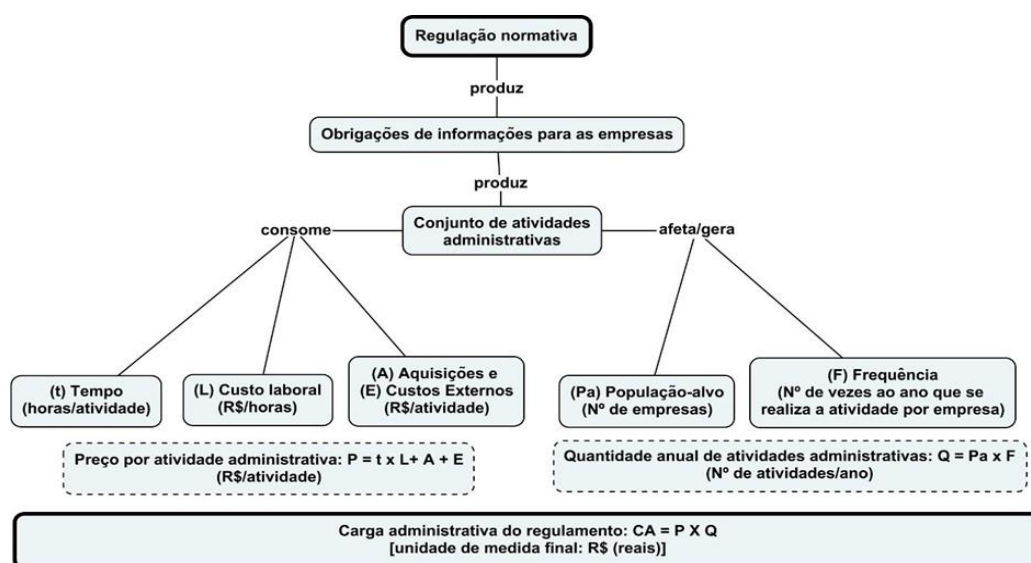 Regulação normativa
produz
Obrigações de informações para as empresas
produz
consome
Conjunto de atividades
administrativas
afeta/gera
(t) Tempo
(horas/atividade)
(L) Custo laboral
(R$/horas)
(A) Aquisições e
(E) Custos Externos
(R$/atividade)
(Pa) População-alvo
(Nº de empresas)
(F) Frequência
(Nº de vezes ao ano que se
realiza a atividade por empresa)
Preço por atividade administrativa: P = t x L+ A + E
(R$/atividade)
Quantidade anual de atividades administrativas: Q = Pa x F
(Nº de atividades/ano)
Carga administrativa do regulamento: CA = P X Q
[unidade de medida final: R$ (reais)]